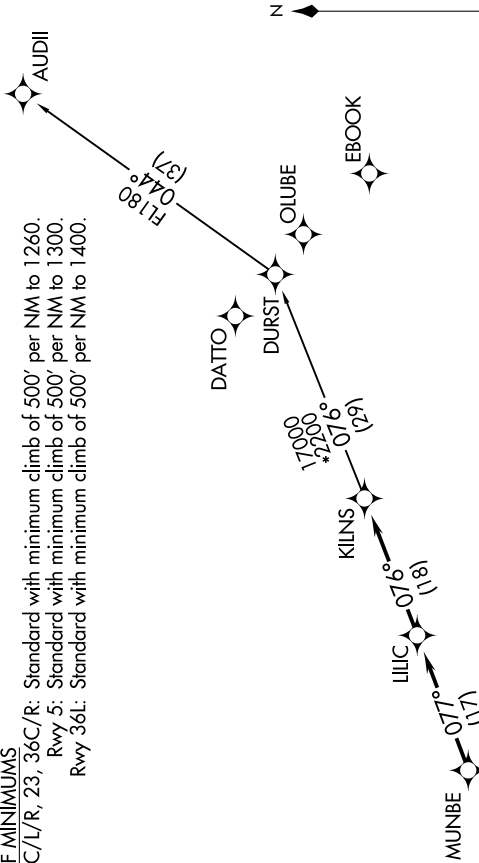 F MINIMUMS
C/L/R, 23, 36C/R: Standard with minimum climb of 500' per NM to 1260.
Rwy 5: Standard with minimum climb of 500' per NM to 1300.
Rwy 36L: Standard with minimum climb of 500' per NM to 1400.
N
AUDII
FL180
044°
(37)
EBOOK
OLUBE
DURST
DATTO
17000
*2200
076°
(29)
KILNS
076°
(18)
LILIC
077°
(17)
MUNBE